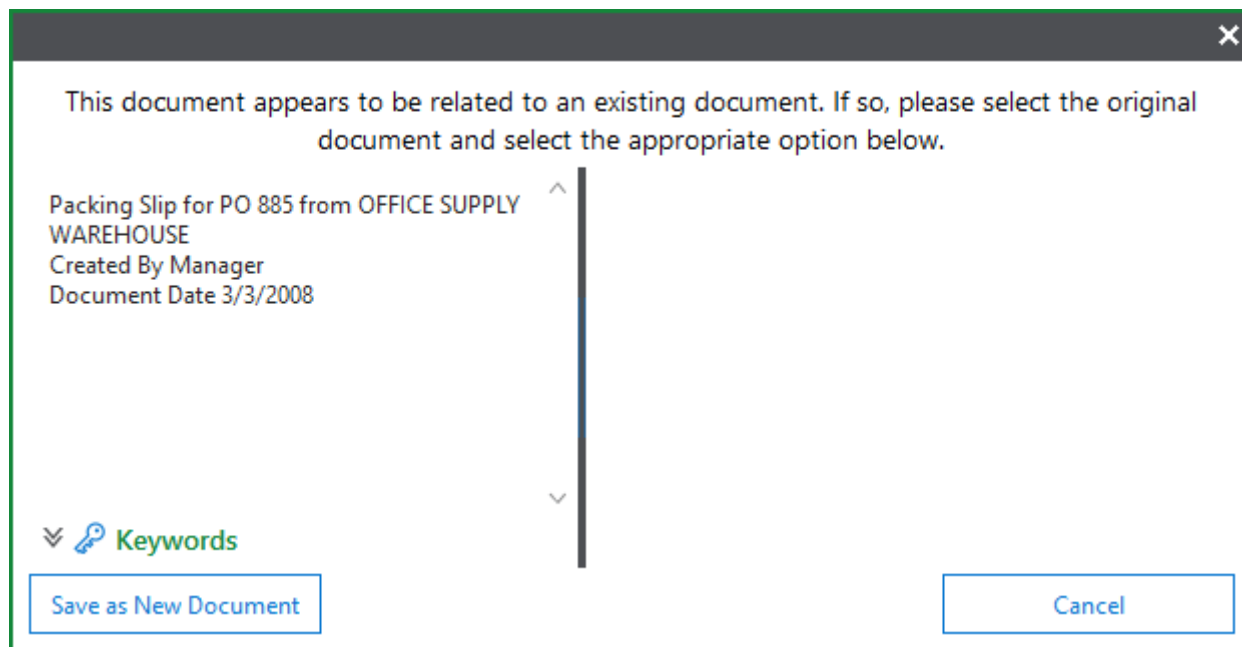 This document appears to be related to an existing document. If so, please select the original
document and select the appropriate option below.
Packing Slip for PO 885 from OFFICE SUPPLY
WAREHOUSE
Created By Manager
Document Date 3/3/2008
Keywords
Save as New Document
Cancel